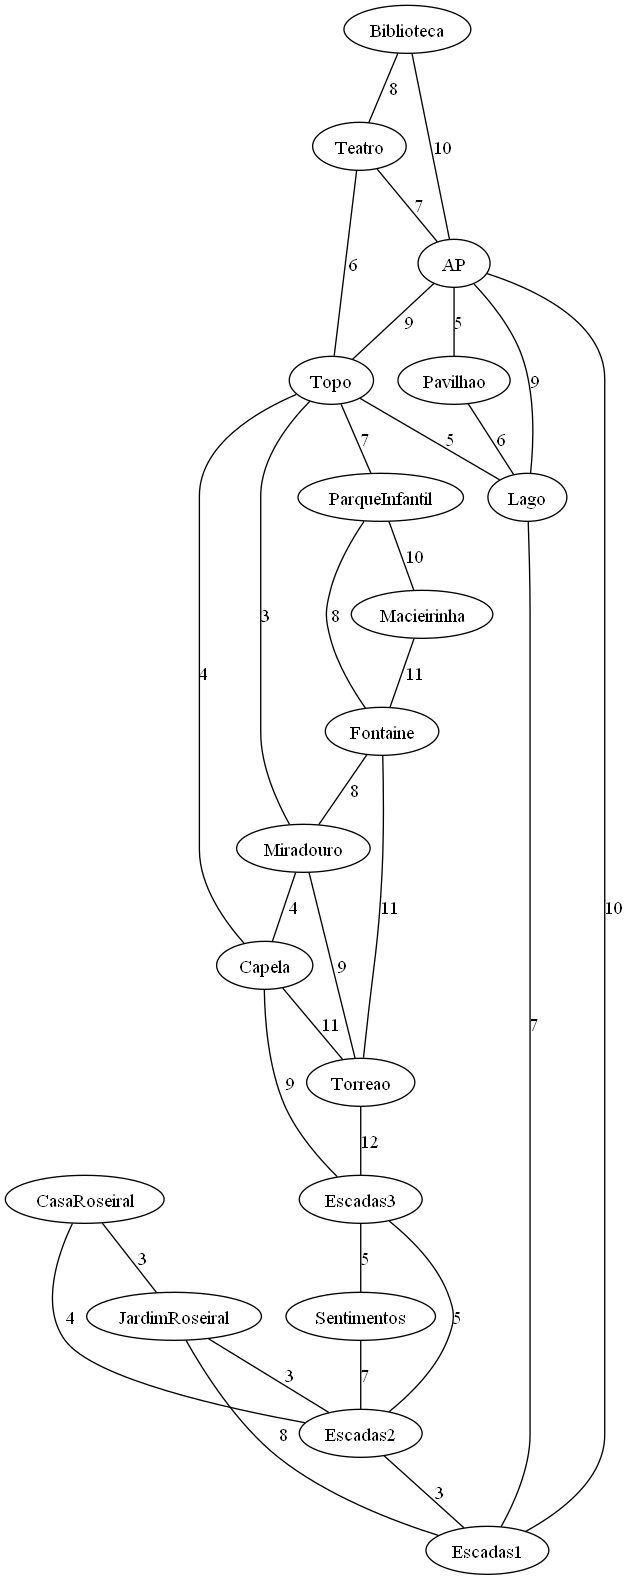 Biblioteca
8
Teatro
10
7
AP
6
9
5
Topo
Pavilhao
9
7
5
6
ParqueInfantil
Lago
10
3
8
Macieirinha
4
11
Fontaine
8
Miradouro
4
11
10
9
Capela
11
7
9
Torreao
12
CasaRoseiral
Escadas3
3
5
JardimRoseiral
Sentimentos
4
5
3
7
8
Escadas2
3
Escadas1